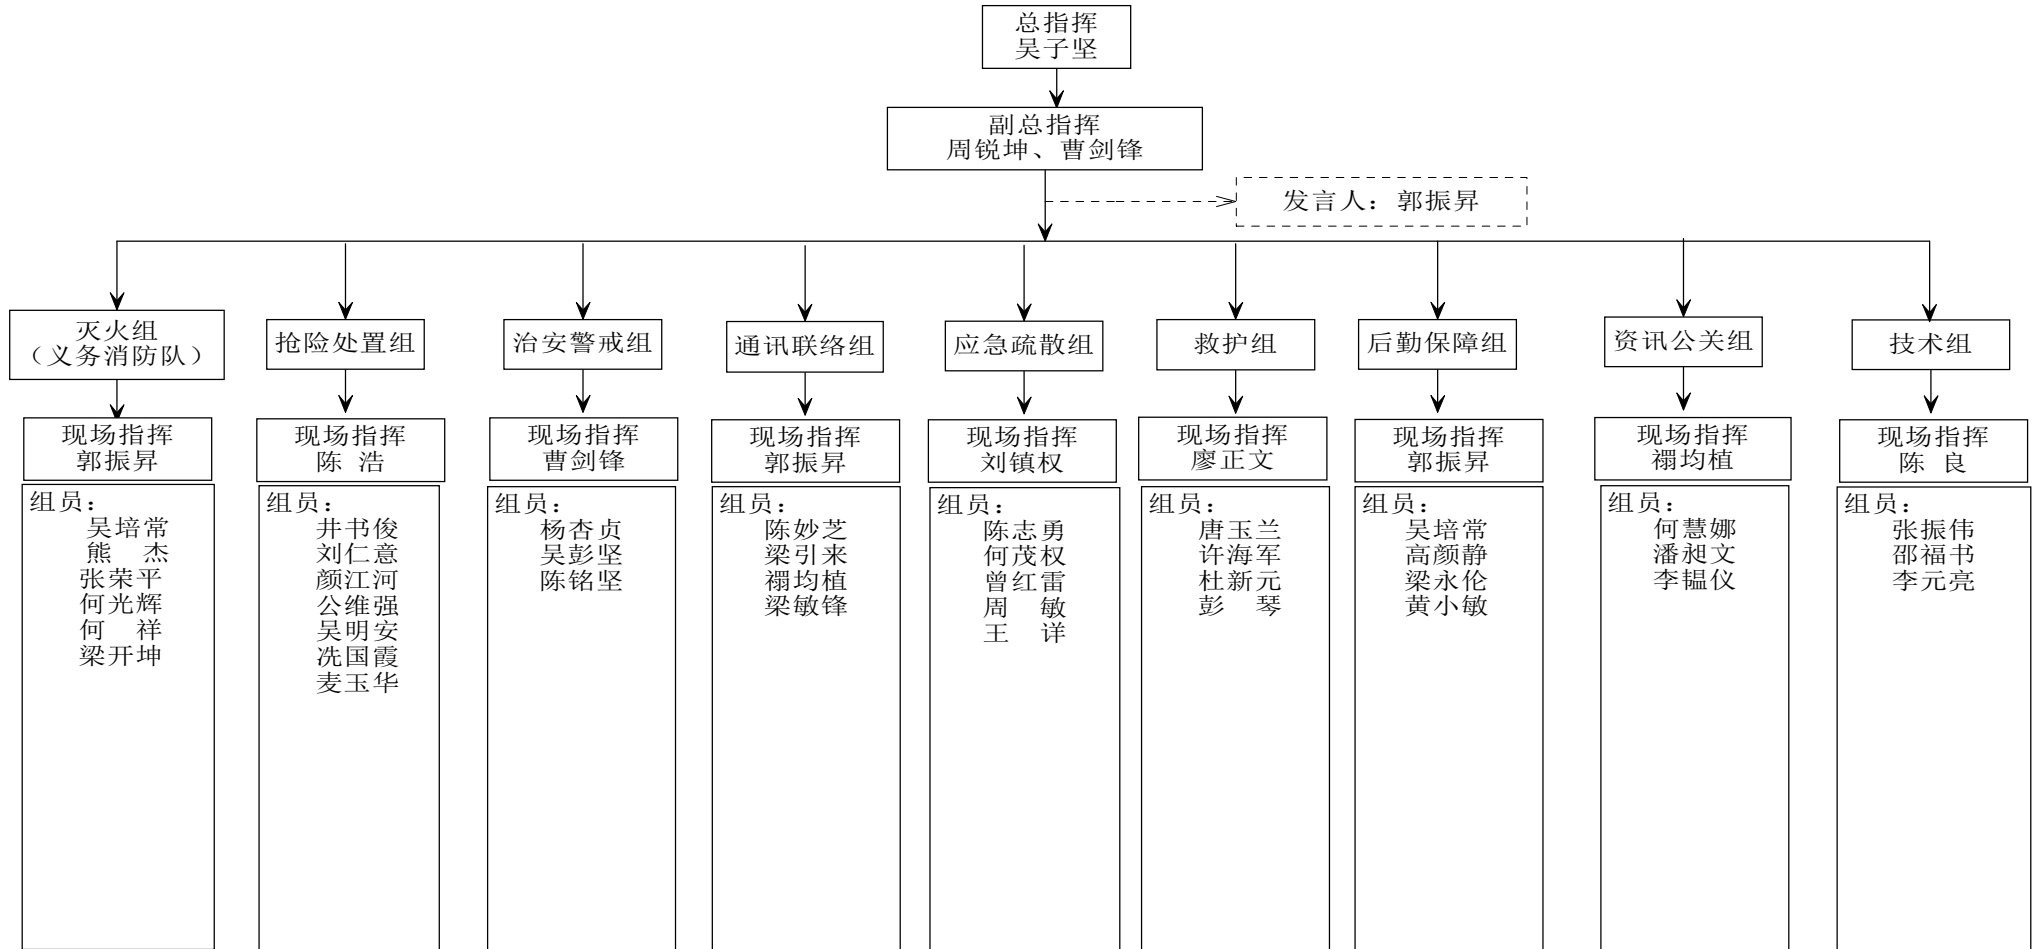 总指挥
吴子坚
副总指挥
周锐坤、曹剑锋
发言人：郭振昇
灭火组
（义务消防队）
抢险处置组
治安警戒组
通讯联络组
应急疏散组
救护组
后勤保障组
资讯公关组
技术组
现场指挥
郭振昇
现场指挥
陈 浩
现场指挥
曹剑锋
现场指挥
郭振昇
现场指挥
刘镇权
现场指挥
廖正文
现场指挥
郭振昇
现场指挥
禤均植
现场指挥
陈 良
组员：
吴培常
熊　杰
张荣平
何光辉
何　祥
梁开坤
组员：
井书俊
刘仁意
颜江河
公维强
吴明安
冼国霞
麦玉华
组员：
杨杏贞
吴彭坚
陈铭坚
组员：
陈妙芝
梁引来
禤均植
梁敏锋
组员：
陈志勇
何茂权
曾红雷
周　敏
王　详
组员：
唐玉兰
许海军
杜新元
彭　琴
组员：
吴培常
高颜静
梁永伦
黄小敏
组员：
何慧娜
潘昶文
李韫仪
组员：
张振伟
邵福书
李元亮